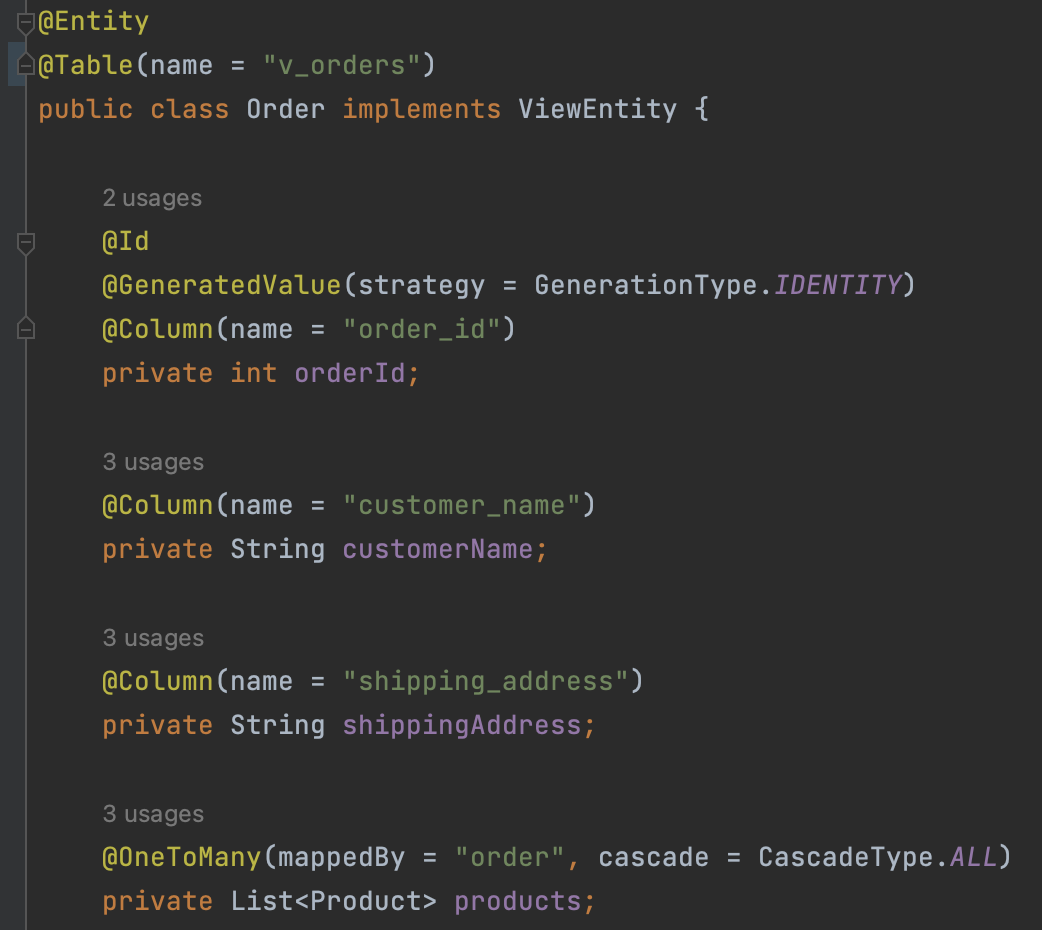 @Entity
@Table(name = "v_orders")
public class Order implements ViewEntity {
2 usages
@Id
@GeneratedValue(strategy = GenerationType.IDENTITY)
@Column(name = "order_id")
private int orderId;
3 usages
@Column(name = "customer_name")
private String customerName;
3 usages
@Column(name = "shipping_address")
private String shippingAddress;
3 usages
@OneToMany(mappedBy = "order", cascade = CascadeType.ALL)
private List<Product> products;